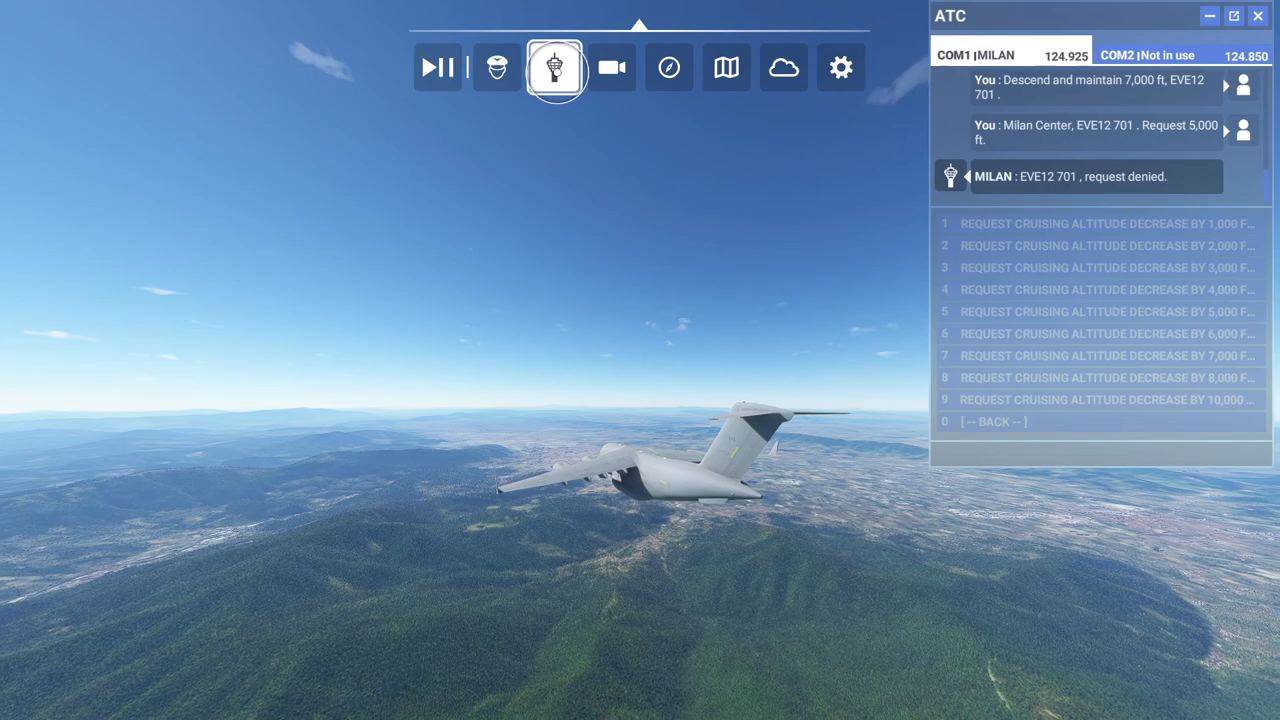 ATC
COM1 |MILAN 124.925 COM2 |Not in use 124.850
You : Descend and maintain 7,000 ft, EVE12
701 .
You : Milan Center, EVE12 701 . Request 5,000
ft.
MILAN : EVE12 701 , request denied.
1 REQUEST CRUISING ALTITUDE DECREASE BY 1,000 F...
2 REQUEST CRUISING ALTITUDE DECREASE BY 2,000 F...
3 REQUEST CRUISING ALTITUDE DECREASE BY 3,000 F...
4 REQUEST CRUISING ALTITUDE DECREASE BY 4,000 F...
5 REQUEST CRUISING ALTITUDE DECREASE BY 5,000 F...
6 REQUEST CRUISING ALTITUDE DECREASE BY 6,000 F...
7 REQUEST CRUISING ALTITUDE DECREASE BY 7,000 F...
8 REQUEST CRUISING ALTITUDE DECREASE BY 8,000 F...
9 REQUEST CRUISING ALTITUDE DECREASE BY 10,000 ...
0 [ -- BACK -- ]